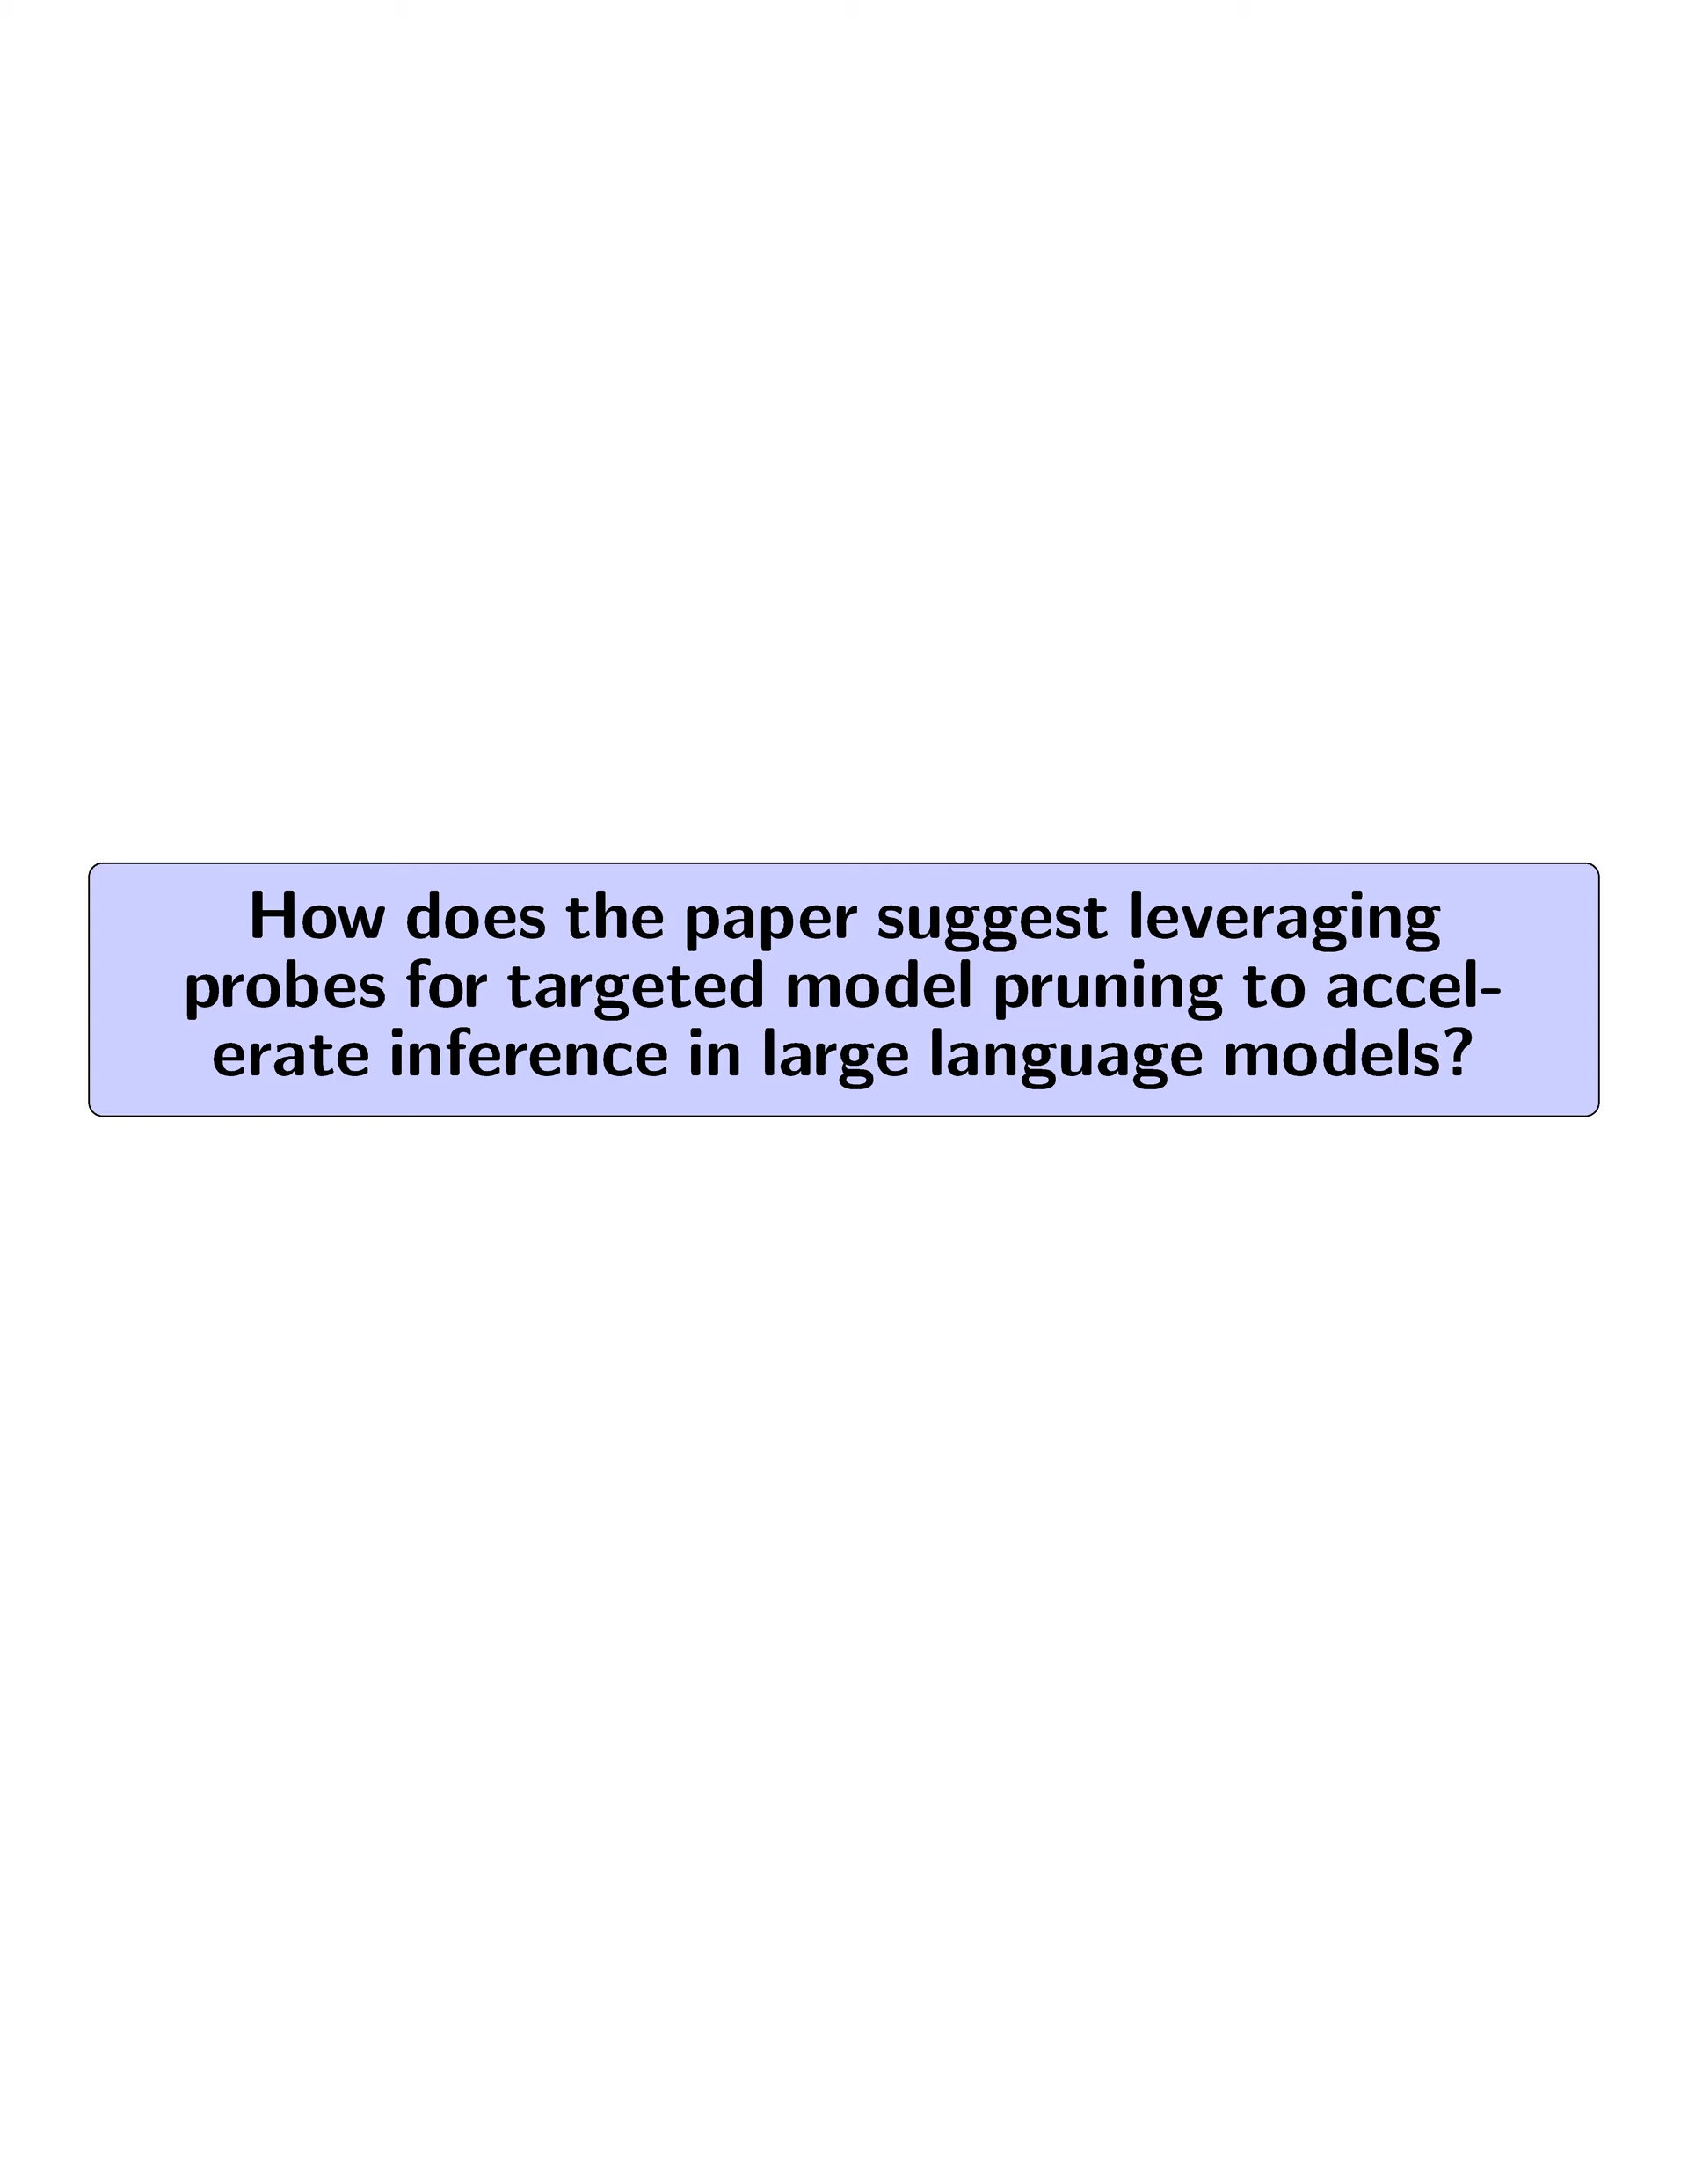 How does the paper suggest leveraging
probes for targeted model pruning to accel-
erate inference in large language models?